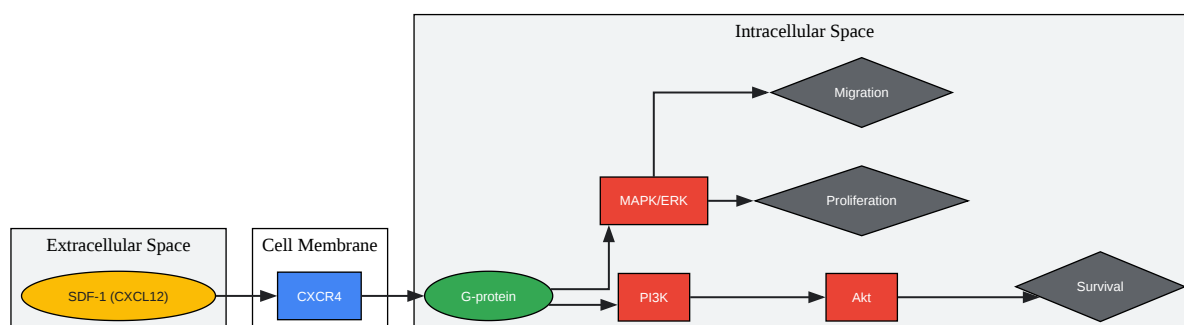 Intracellular Space
Migration
MAPK/ERK
Proliferation
Extracellular Space
Cell Membrane
SDF-1 (CXCL12)
CXCR4
G-protein
PI3K
Akt
Survival